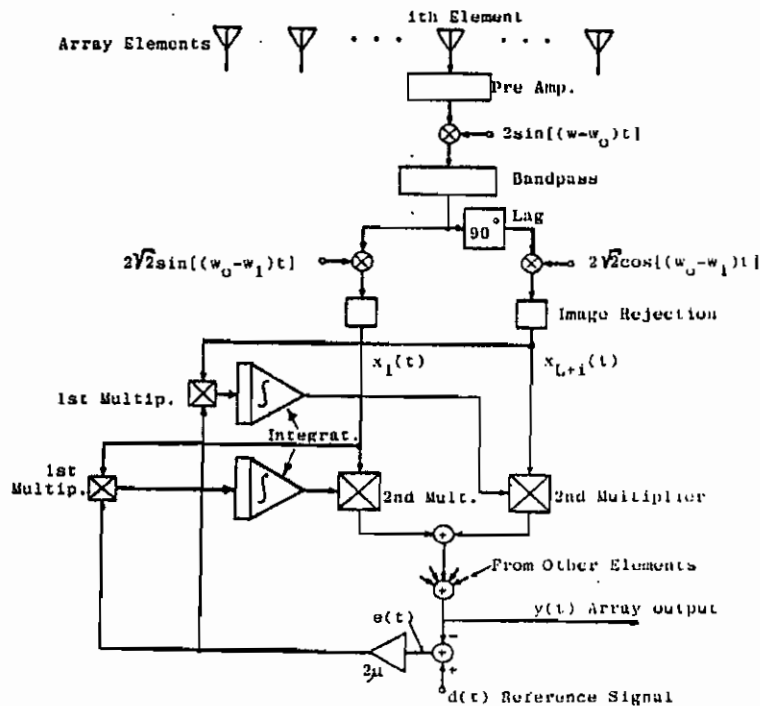 ith Element
Array Elements
Pre Amp.
2sin[(w-w₀)t]
Bandpass
Lag
90°
2√2sin[(w₀-w₁)t]
2√2cos[(w₀-w₁)t]
Image Rejection
x₁(t)
x_L+i(t)
1st Multip.
∫
Integrat.
1st
Multip.
∫
2nd Mult.
2nd Multiplier
From Other Elements
y(t) Array output
e(t)
2μ
d(t) Reference Signal